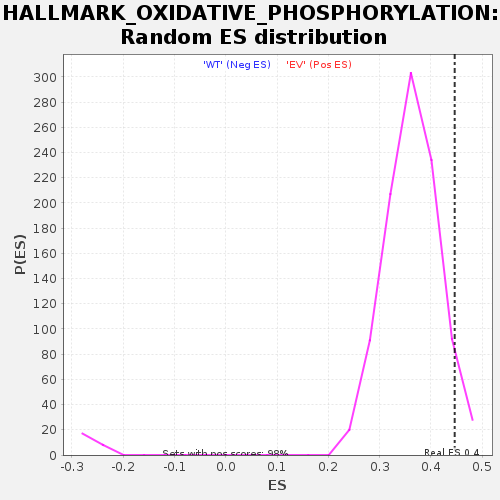 HALLMARK_OXIDATIVE_PHOSPHORYLATION:
Random ES distribution
'WT' (Neg ES) 'EV' (Pos ES)
300
280
260
240
220
200
180
160
140
120
100
80
60
40
20
0
P(ES)
Sets with pos scores: 98%
Real ES 0.4
-0.3 -0.2 -0.1 0.0 0.1 0.2 0.3 0.4 0.5
ES